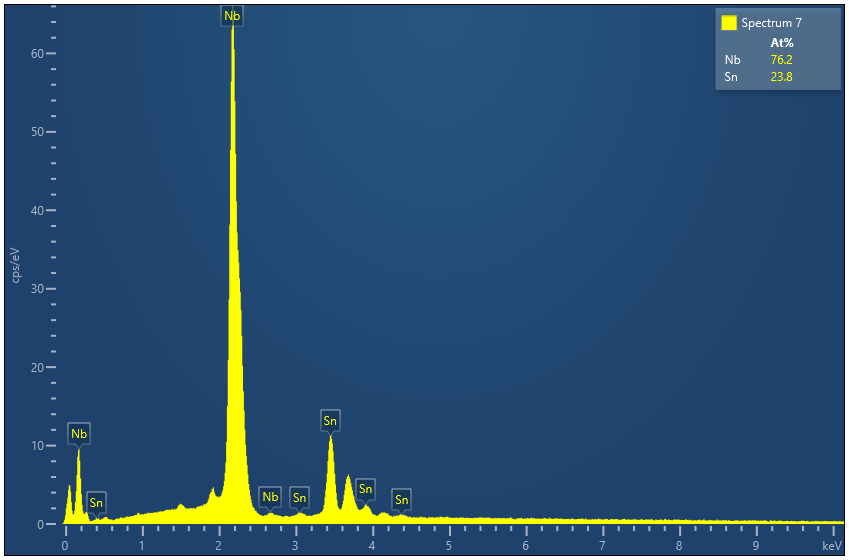 Spectrum 7
At%
Nb 76.2
Sn 23.8
Nb
60
50
40
30
cps/eV
20
Sn
Nb
10
Sn
Nb
Sn
Sn
Sn
0
0 1 2 3 4 5 6 7 8 9 keV